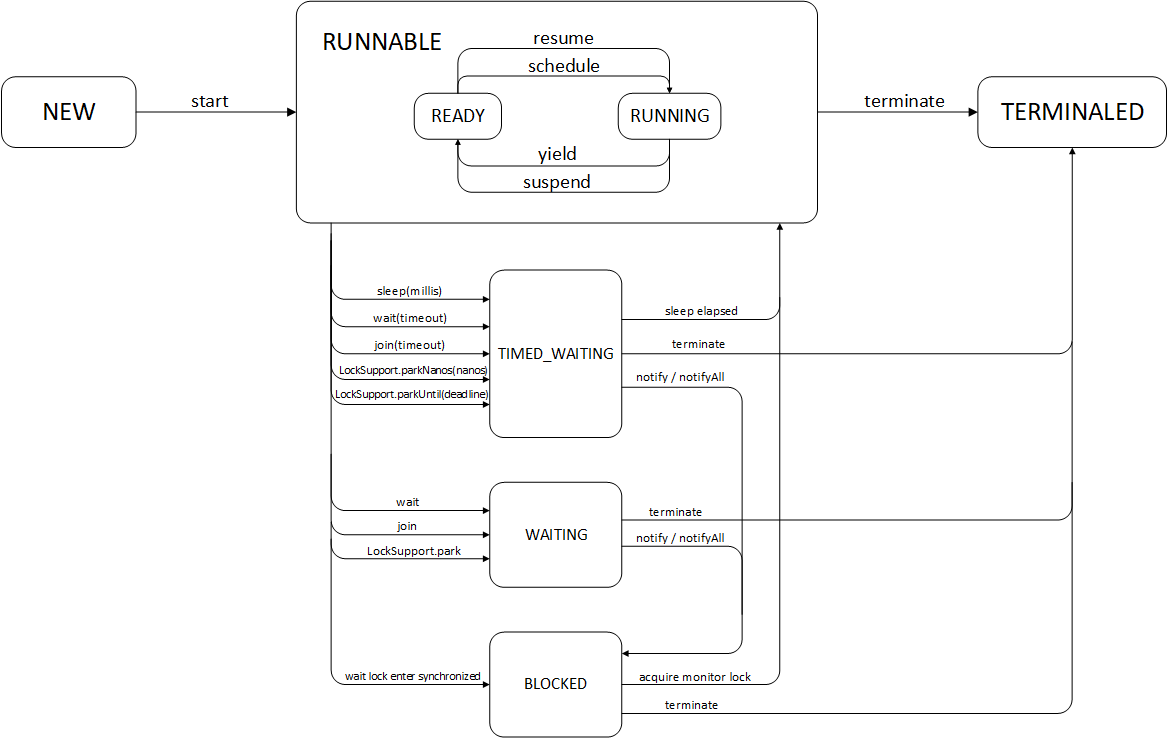 RUNNABLE
resume
schedule
NEW
start
READY
RUNNING
terminate
TERMINALED
yield
suspend
sleep(millis)
wait(timeout)
join(timeout)
LockSupport.parkNanos(nanos)
LockSupport.parkUntil(deadline)
TIMED_WAITING
sleep elapsed
terminate
notify / notifyAll
wait
join
LockSupport.park
WAITING
terminate
notify / notifyAll
wait lock enter synchronized
BLOCKED
acquire monitor lock
terminate